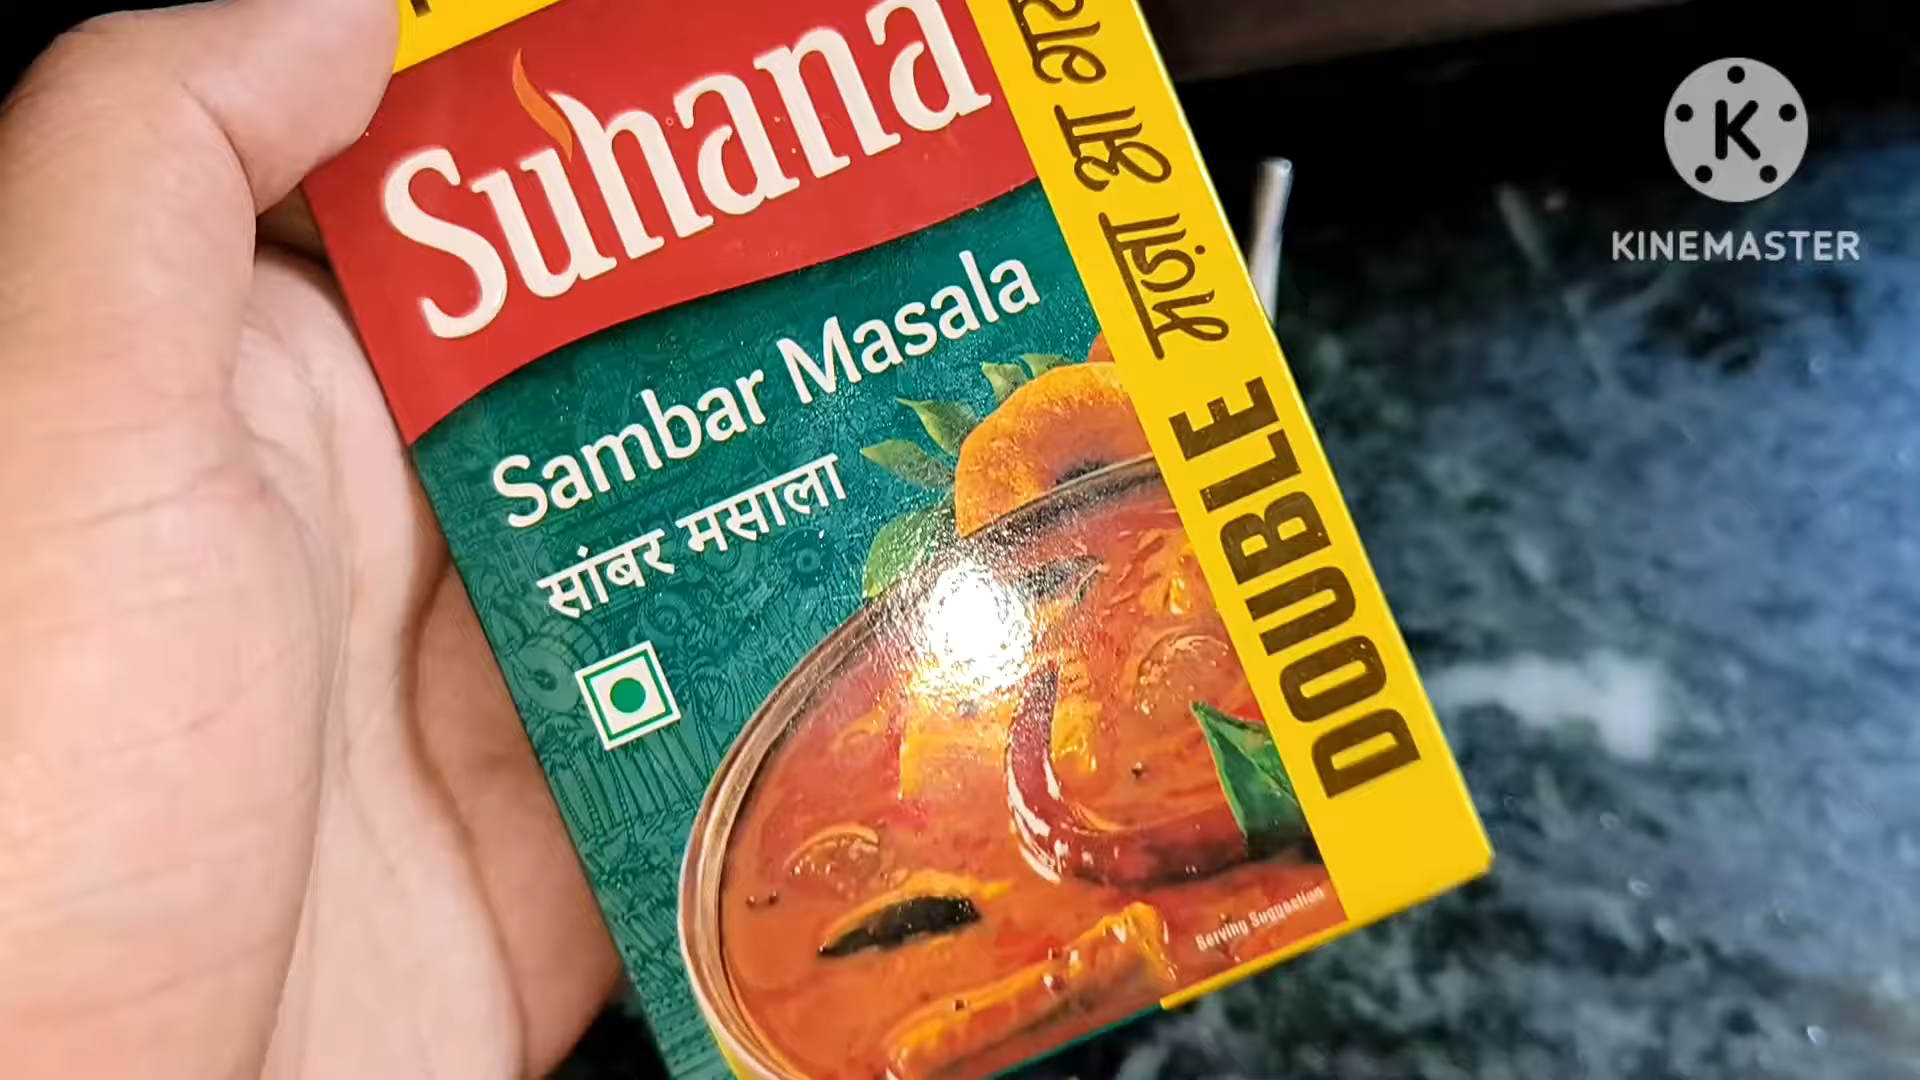 Suhana
Sambar Masala
सांबर मसाला
DOUBLE मज़ा आ
Serving Suggestion
K
KINEMASTER